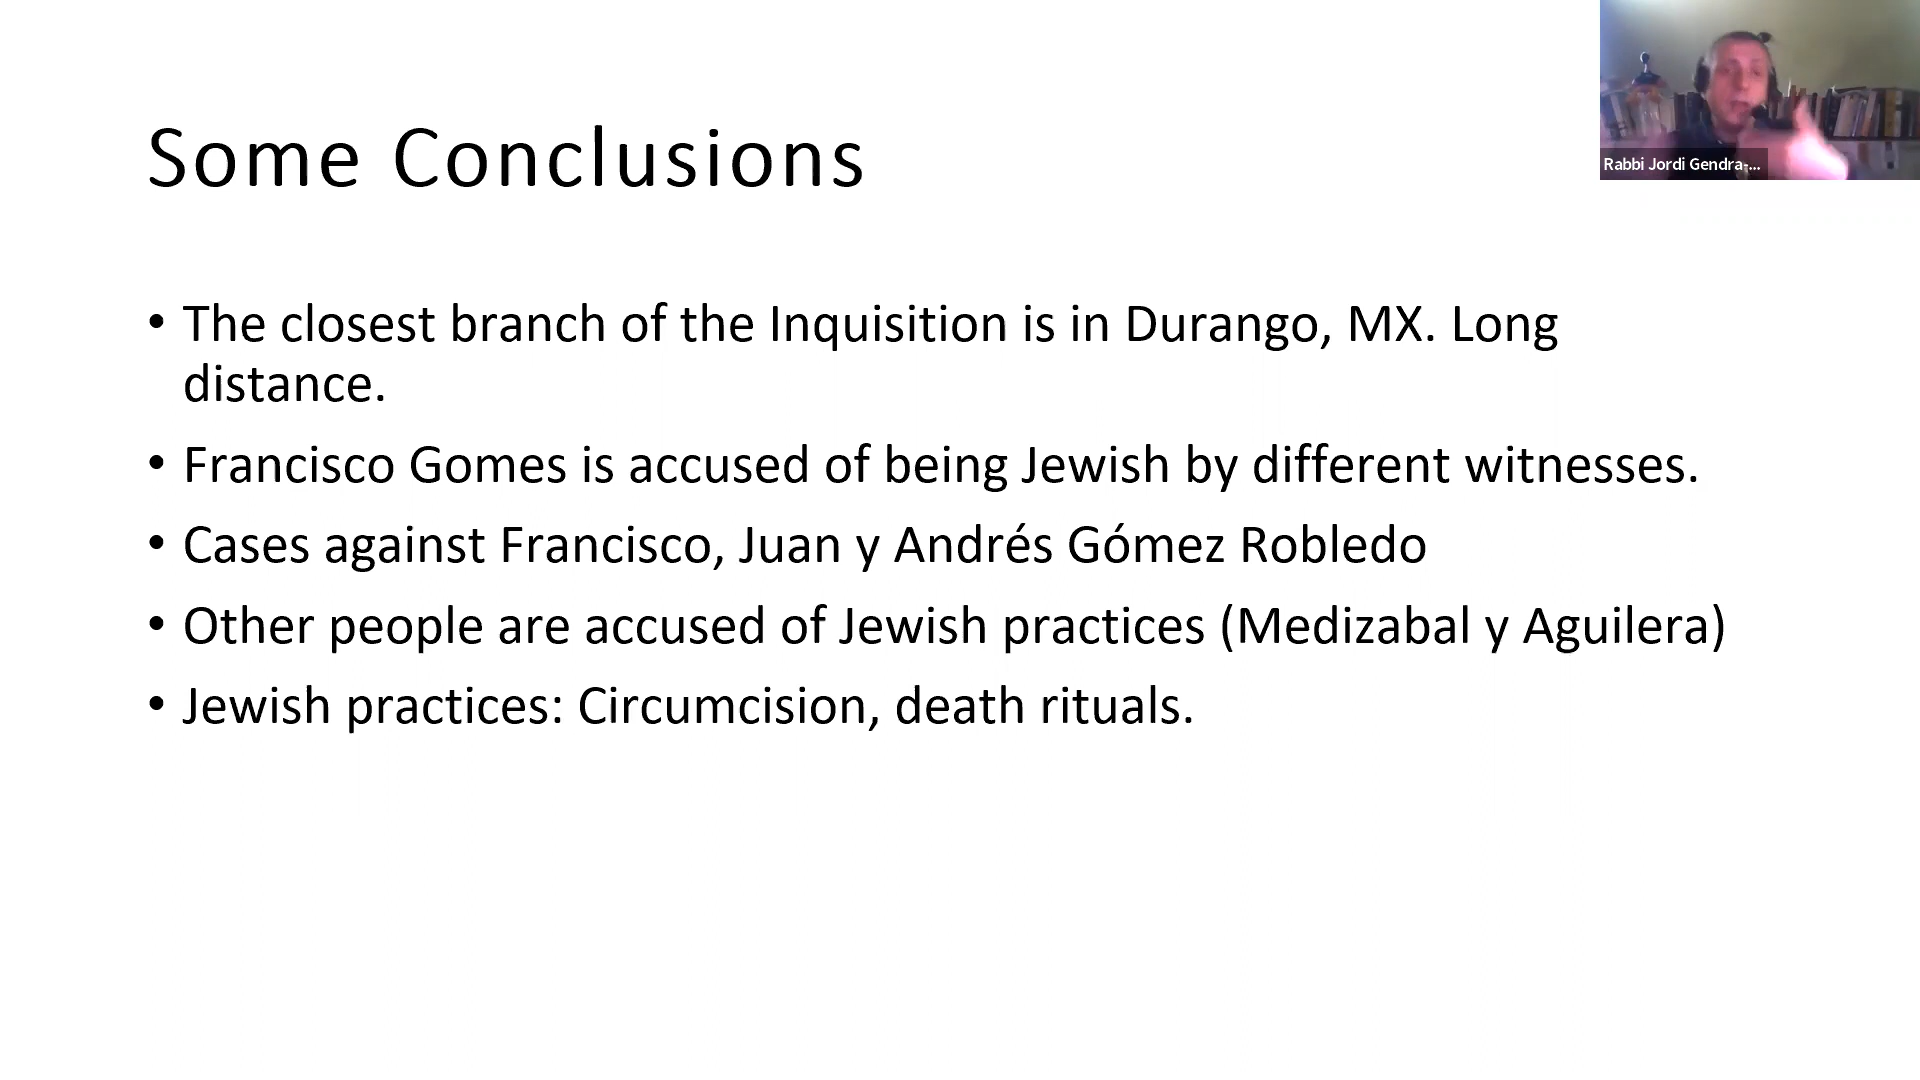 Some Conclusions
Rabbi Jordi Gendra-...
• The closest branch of the Inquisition is in Durango, MX. Long
distance.
• Francisco Gomes is accused of being Jewish by different witnesses.
• Cases against Francisco, Juan y Andrés Gómez Robledo
• Other people are accused of Jewish practices (Medizabal y Aguilera)
• Jewish practices: Circumcision, death rituals.